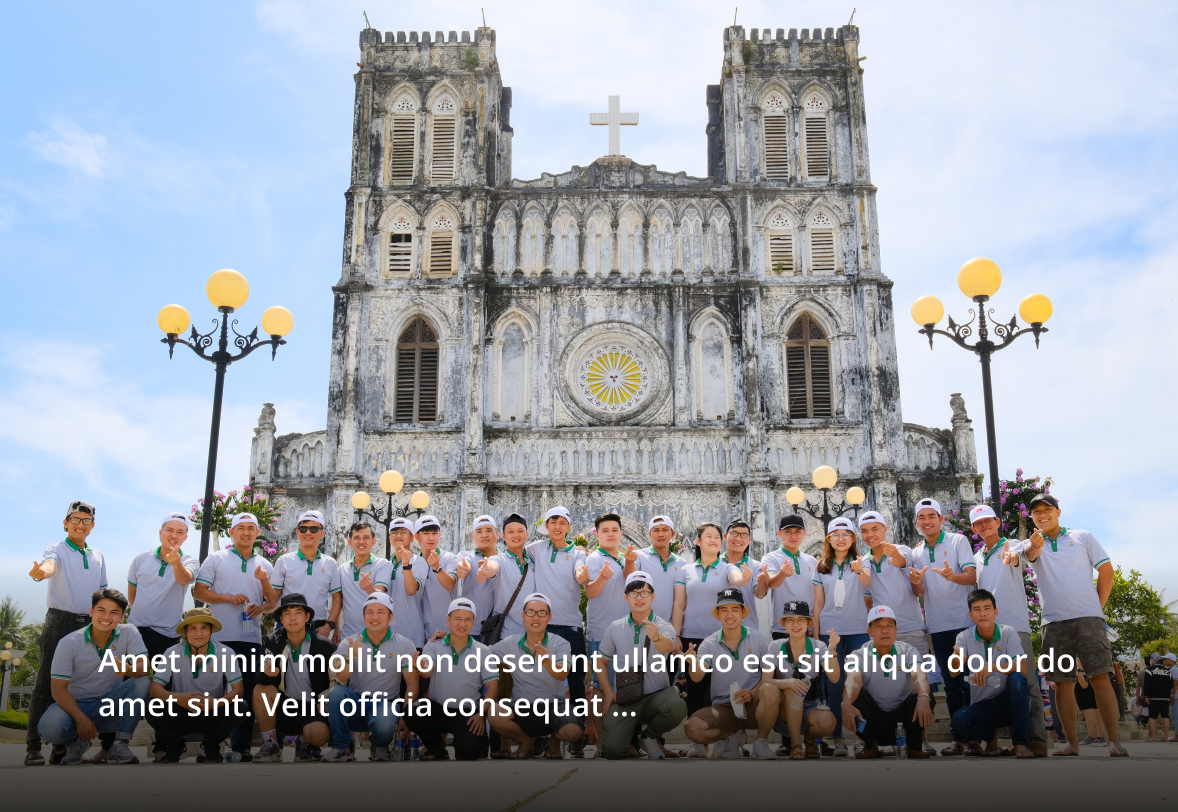 Amet minim mollit non deserunt ullamco est sit aliqua dolor do
amet sint. Velit officia consequat ...